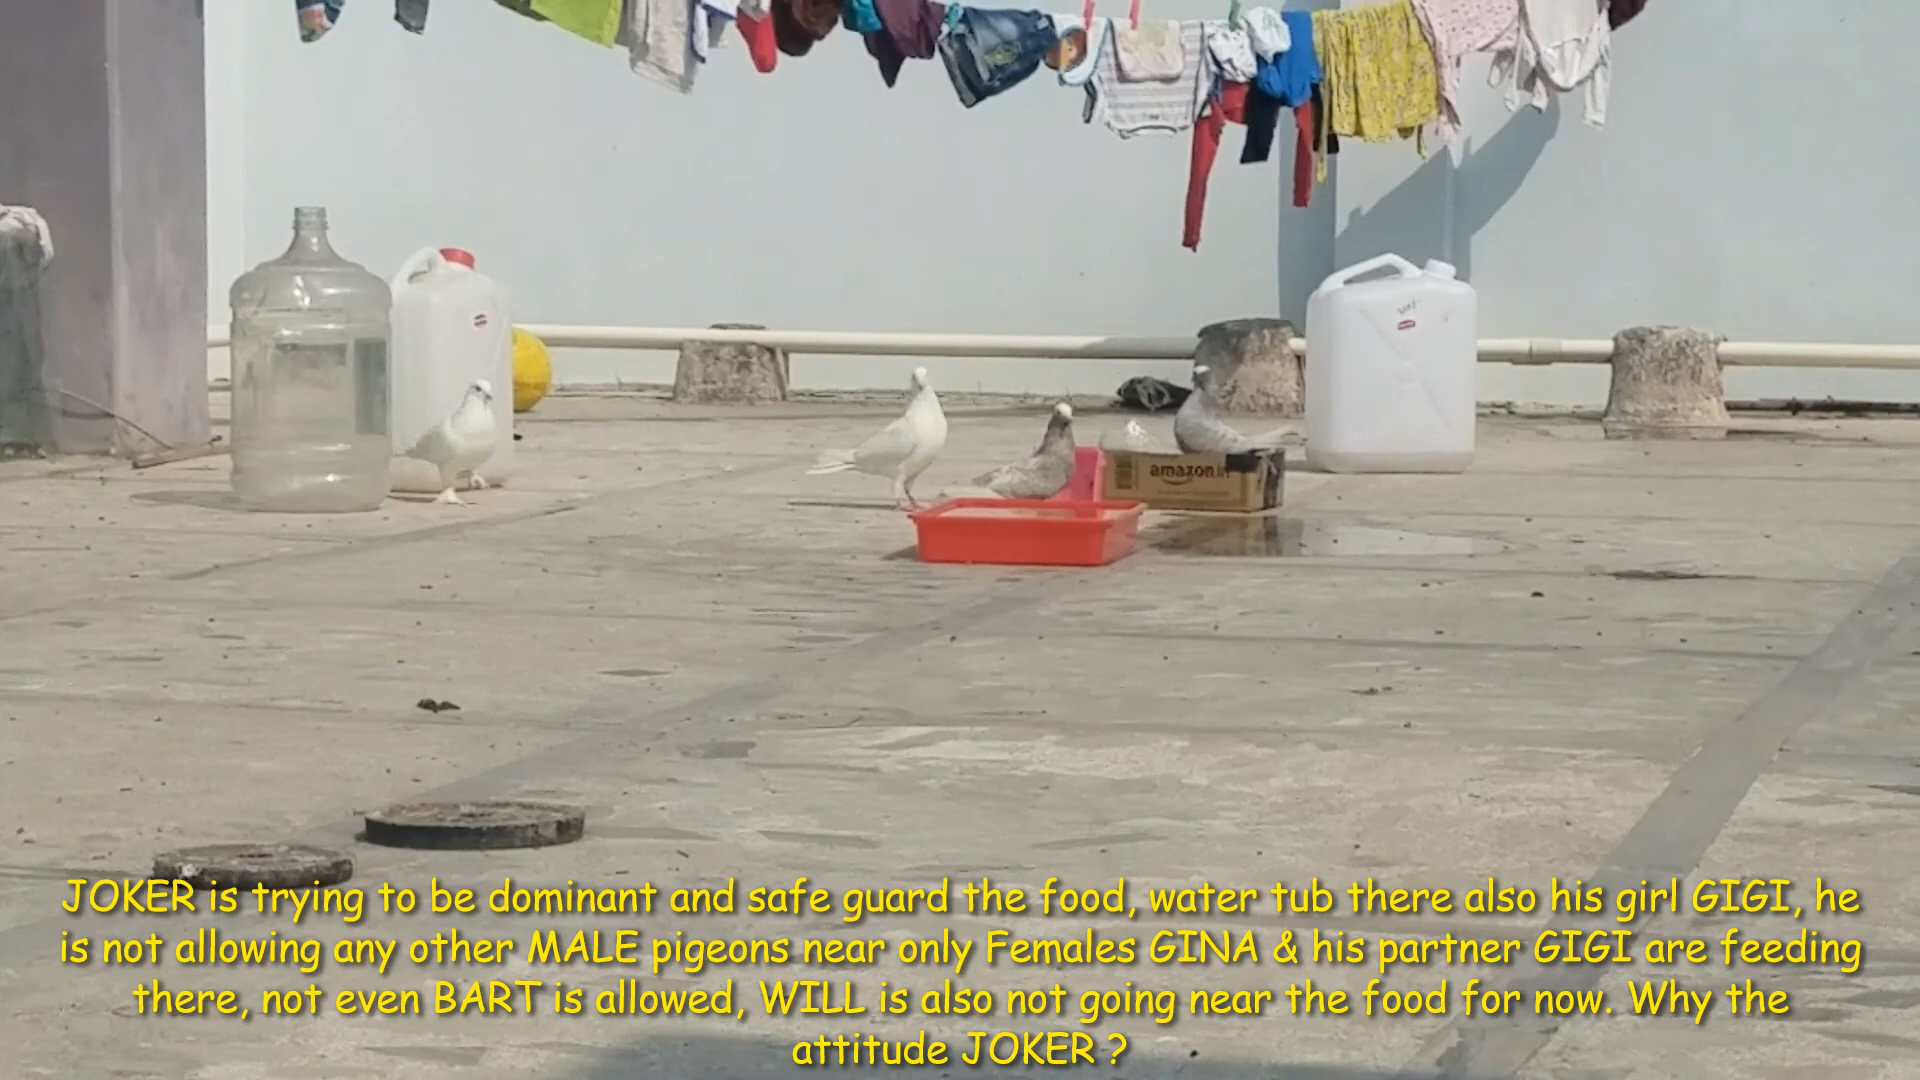 amazon.in
JOKER is trying to be dominant and safe guard the food, water tub there also his girl GIGI, he
is not allowing any other MALE pigeons near only Females GINA & his partner GIGI are feeding
there, not even BART is allowed, WILL is also not going near the food for now. Why the
attitude JOKER ?